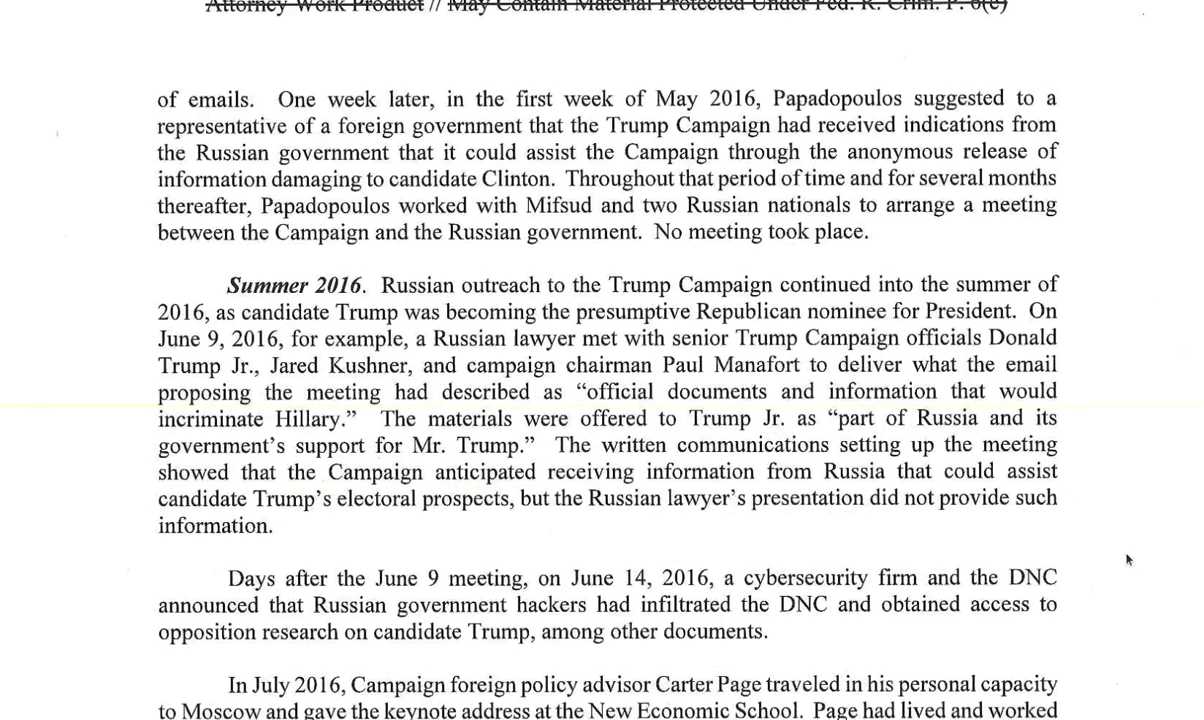 Attorney Work Product // May Contain Material Protected Under Fed. R. Crim. P. 6(e)
of emails. One week later, in the first week of May 2016, Papadopoulos suggested to a
representative of a foreign government that the Trump Campaign had received indications from
the Russian government that it could assist the Campaign through the anonymous release of
information damaging to candidate Clinton. Throughout that period of time and for several months
thereafter, Papadopoulos worked with Mifsud and two Russian nationals to arrange a meeting
between the Campaign and the Russian government. No meeting took place.
Summer 2016. Russian outreach to the Trump Campaign continued into the summer of
2016, as candidate Trump was becoming the presumptive Republican nominee for President. On
June 9, 2016, for example, a Russian lawyer met with senior Trump Campaign officials Donald
Trump Jr., Jared Kushner, and campaign chairman Paul Manafort to deliver what the email
proposing the meeting had described as “official documents and information that would
incriminate Hillary.” The materials were offered to Trump Jr. as “part of Russia and its
government’s support for Mr. Trump.” The written communications setting up the meeting
showed that the Campaign anticipated receiving information from Russia that could assist
candidate Trump’s electoral prospects, but the Russian lawyer’s presentation did not provide such
information.
Days after the June 9 meeting, on June 14, 2016, a cybersecurity firm and the DNC
announced that Russian government hackers had infiltrated the DNC and obtained access to
opposition research on candidate Trump, among other documents.
In July 2016, Campaign foreign policy advisor Carter Page traveled in his personal capacity
to Moscow and gave the keynote address at the New Economic School. Page had lived and worked